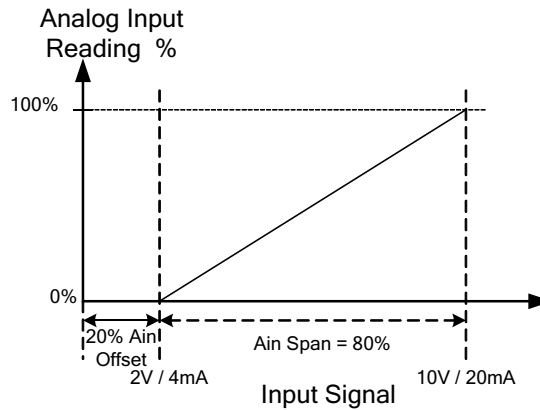 Analog Input
Reading %
100%
0%
20% Ain
Offset
Ain Span = 80%
2V / 4mA
10V / 20mA
Input Signal